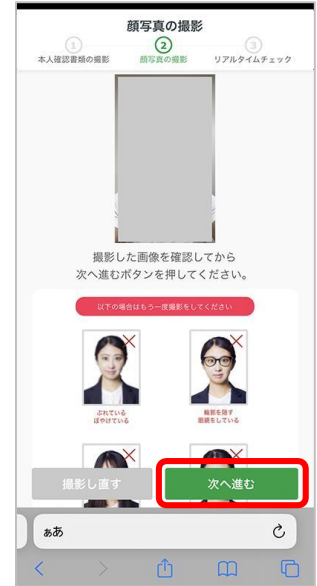 顔写真の撮影
1 2 3
本人確認書類の撮影 顔写真の撮影 リアルタイムチェック
撮影した画像を確認してから
次へ進むボタンを押してください。
以下の場合はもう一度撮影をしてください
ぶれている
ぼやけている
輪郭を隠す
眼鏡をしている
撮影し直す 次へ進む
ぁあ